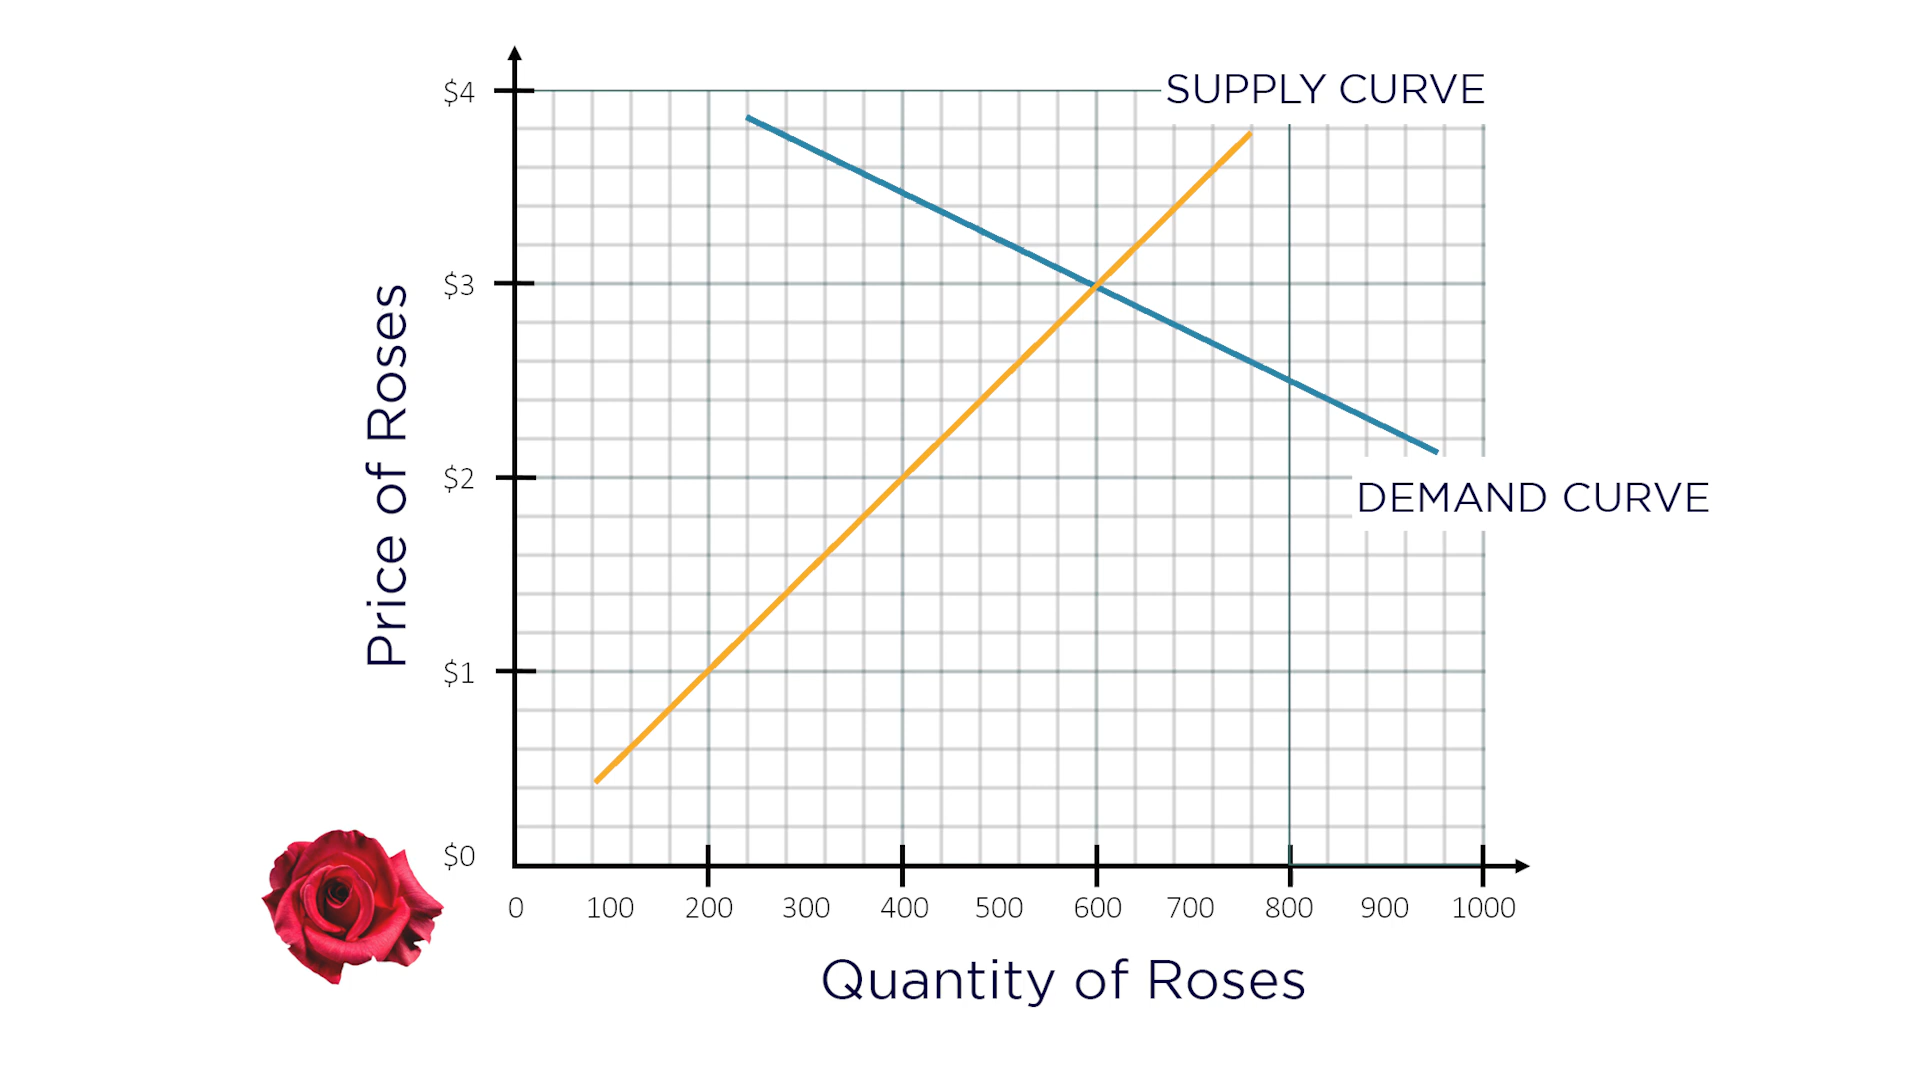 SUPPLY CURVE
$4
$3
$2
$1
$0
Price of Roses
DEMAND CURVE
0 100 200 300 400 500 600 700 800 900 1000
Quantity of Roses